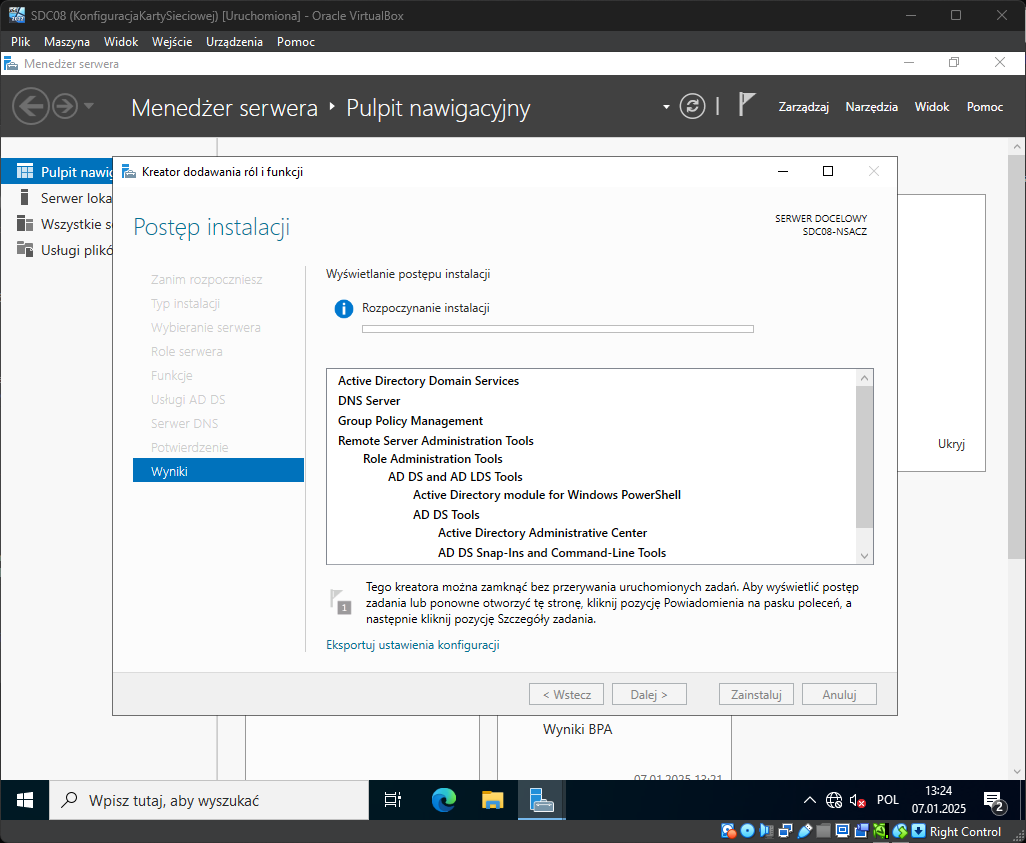 SDC08 (KonfiguracjaKartySieciowej) [Uruchomiona] - Oracle VirtualBox
Plik Maszyna Widok Wejście Urządzenia Pomoc
Menedżer serwera
Menedżer serwera Pulpit nawigacyjny
Zarządzaj Narzędzia Widok Pomoc
Pulpit nawig
Serwer loka
Wszystkie s
Usługi plikó
Kreator dodawania ról i funkcji
Postęp instalacji
SERWER DOCELOWY
SDC08-NSACZ
Zanim rozpoczniesz
Typ instalacji
Wybieranie serwera
Role serwera
Funkcje
Usługi AD DS
Serwer DNS
Potwierdzenie
Wyniki
Wyświetlanie postępu instalacji
Rozpoczynanie instalacji
Active Directory Domain Services
DNS Server
Group Policy Management
Remote Server Administration Tools
Role Administration Tools
AD DS and AD LDS Tools
Active Directory module for Windows PowerShell
AD DS Tools
Active Directory Administrative Center
AD DS Snap-Ins and Command-Line Tools
1
Tego kreatora można zamknąć bez przerywania uruchomionych zadań. Aby wyświetlić postęp
zadania lub ponowne otworzyć tę stronę, kliknij pozycję Powiadomienia na pasku poleceń, a
następnie kliknij pozycję Szczegóły zadania.
Eksportuj ustawienia konfiguracji
< Wstecz Dalej > Zainstaluj Anuluj
Ukryj
Wyniki BPA
07.01.2025 13:21
Wpisz tutaj, aby wyszukać
POL
13:24
07.01.2025
2
Right Control